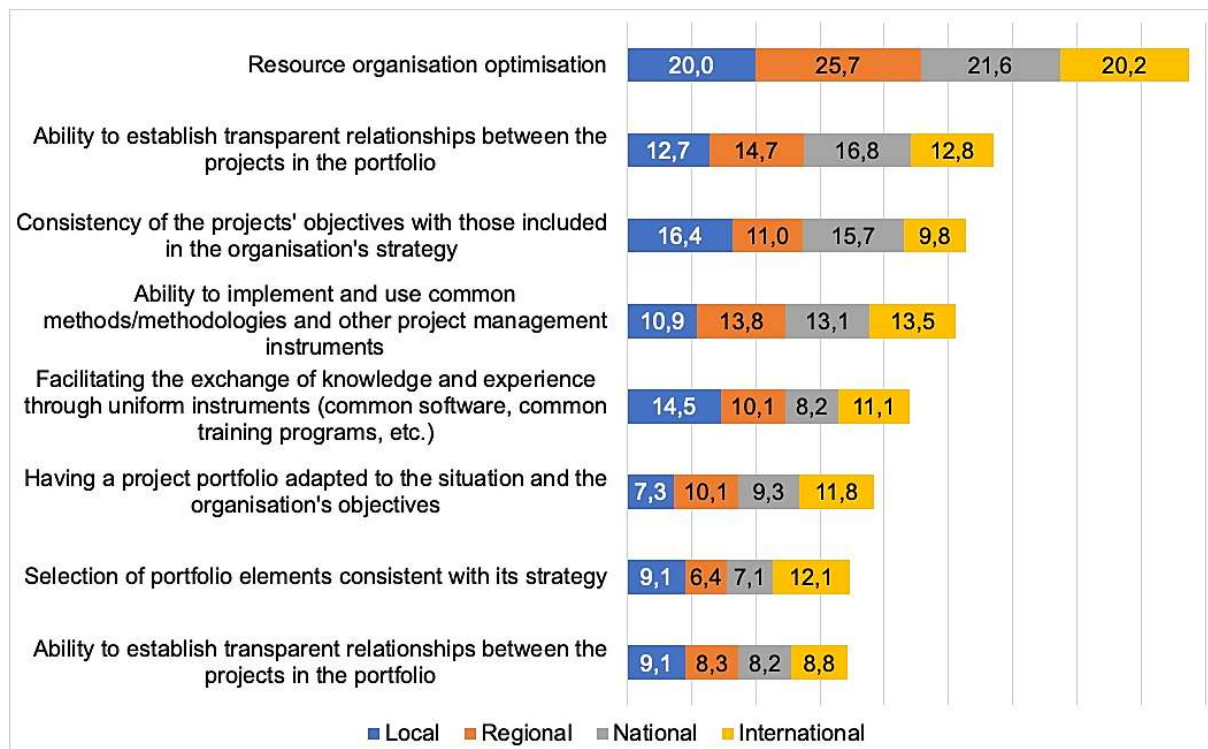 Resource organisation optimisation
20,0 25,7 21,6 20,2
Ability to establish transparent relationships between the
projects in the portfolio
12,7 14,7 16,8 12,8
Consistency of the projects' objectives with those included
in the organisation's strategy
16,4 11,0 15,7 9,8
Ability to implement and use common
methods/methodologies and other project management
instruments
10,9 13,8 13,1 13,5
Facilitating the exchange of knowledge and experience
through uniform instruments (common software, common
training programs, etc.)
14,5 10,1 8,2 11,1
Having a project portfolio adapted to the situation and the
organisation's objectives
7,3 10,1 9,3 11,8
Selection of portfolio elements consistent with its strategy
9,1 6,4 7,1 12,1
Ability to establish transparent relationships between the
projects in the portfolio
9,1 8,3 8,2 8,8
Local Regional National International